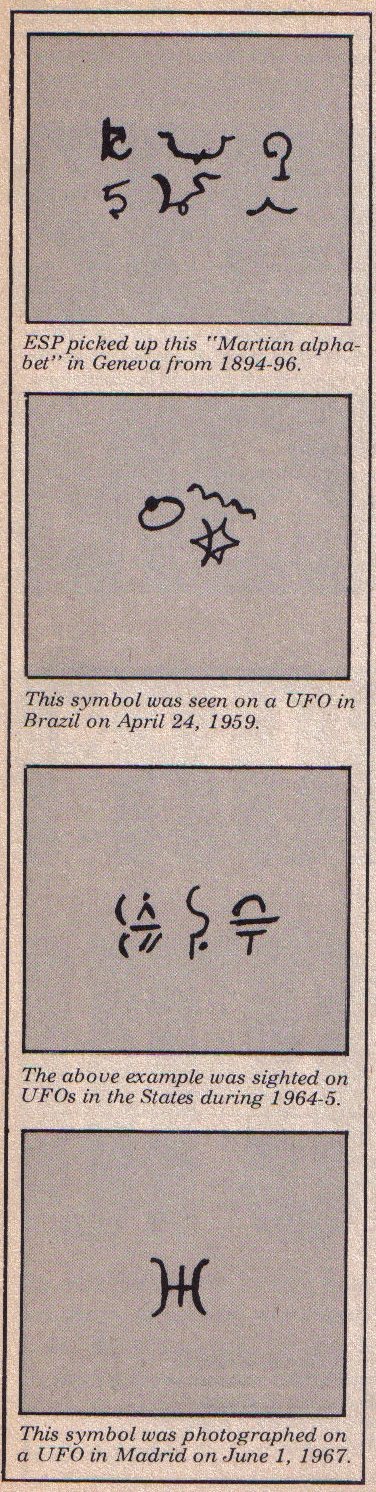 ESP picked up this "Martian alpha-
bet" in Geneva from 1894-96.
This symbol was seen on a UFO in
Brazil on April 24, 1959.
The above example was sighted on
UFOs in the States during 1964-5.
This symbol was photographed on
a UFO in Madrid on June 1, 1967.